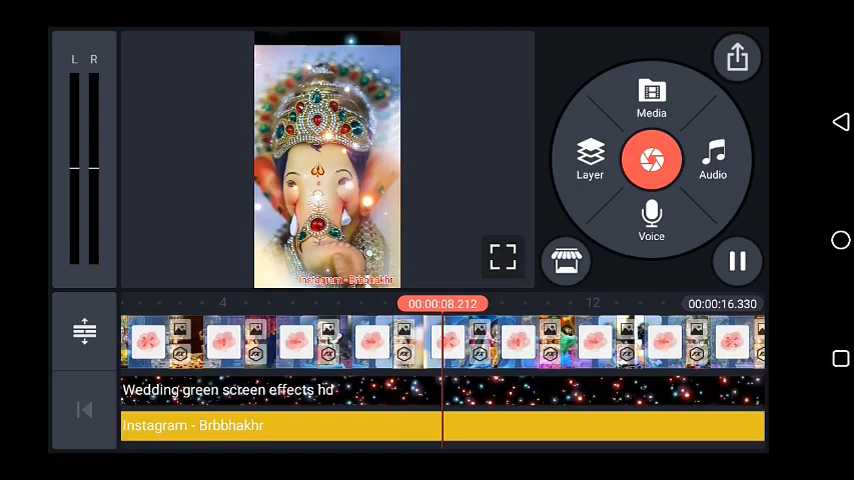 L R
Media
Layer
Audio
Voice
Instagram - Brbbhakhr
4
00:00:08.212
12
00:00:16.330
Wedding green screen effects hd
Instagram - Brbbhakhr